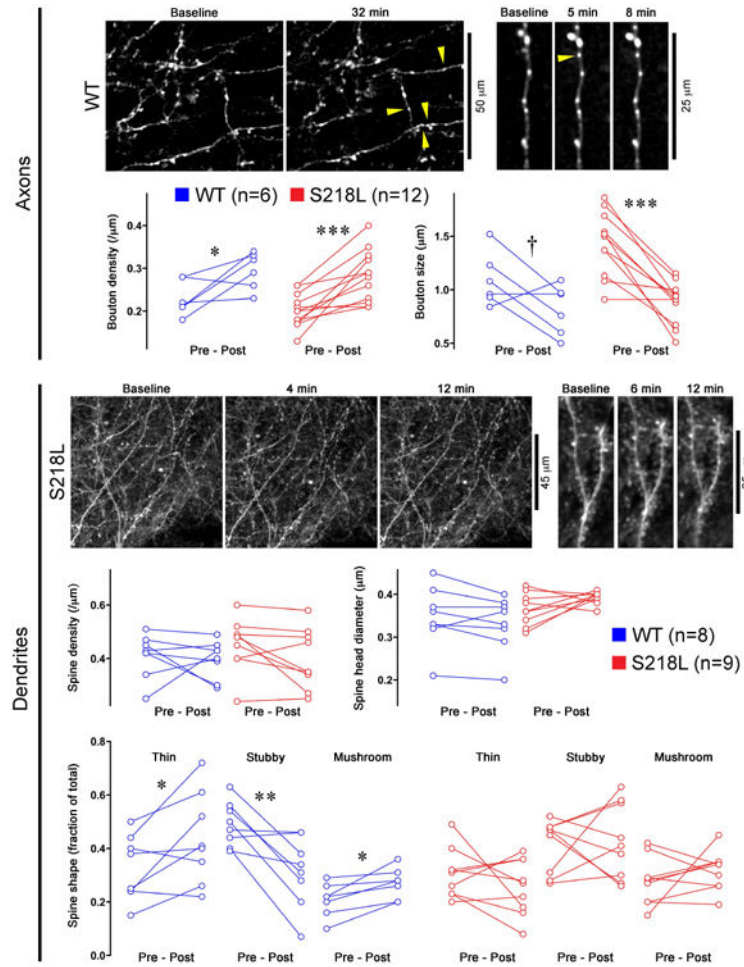 Baseline 32 min Baseline 5 min 8 min
WT
50 µm
25 µm
Axons
WT (n=6) S218L (n=12)
Bouton density (/µm)
0.4
0.3
0.2
*
***
Pre - Post Pre - Post
Bouton size (µm)
1.5
1.0
0.5
†
***
Pre - Post Pre - Post
Baseline 4 min 12 min Baseline 6 min 12 min
S218L
45 µm
Dendrites
Spine density (/µm)
0.6
0.4
0.2
Pre - Post Pre - Post
Spine head diameter (µm)
0.4
0.3
0.2
Pre - Post Pre - Post
WT (n=8)
S218L (n=9)
Spine shape (fraction of total)
0.8
0.6
0.4
0.2
0.0
Thin Stubby Mushroom Thin Stubby Mushroom
*
**
*
Pre - Post Pre - Post Pre - Post Pre - Post Pre - Post Pre - Post